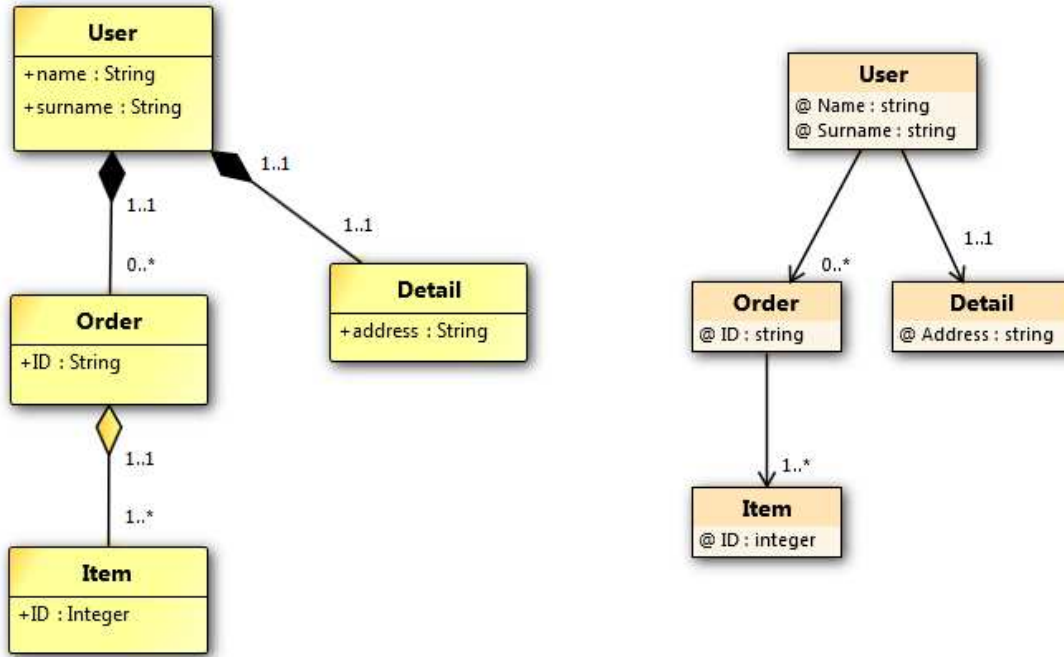 User
+name : String
+surname : String
1..1
1..1
1..1
0..*
Order
+ID : String
Detail
+address : String
1..1
1..*
Item
+ID : Integer
User
@ Name : string
@ Surname : string
0..*
1..1
Order
@ ID : string
Detail
@ Address : string
1..*
Item
@ ID : integer